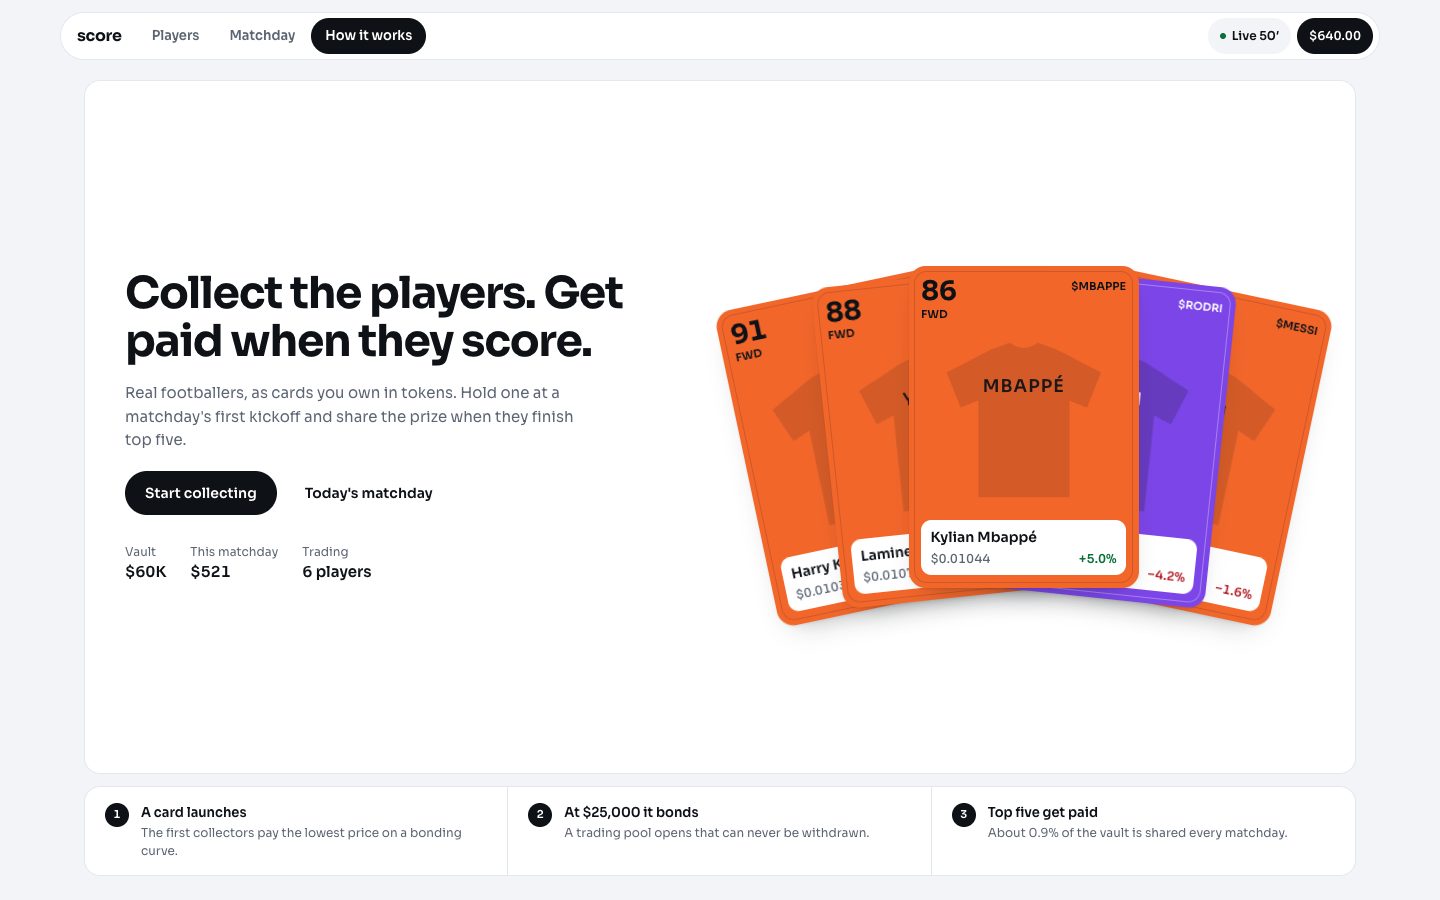 score
Players
Matchday
How it works
Live 50′
$640.00
Collect the players. Get
paid when they score.
Real footballers, as cards you own in tokens. Hold one at a
matchday's first kickoff and share the prize when they finish
top five.
Start collecting
Today's matchday
Vault
$60K
This matchday
$521
Trading
6 players
91
FWD
Harry
$0.010
88
FWD
Lamine
$0.010
86
FWD
$MBAPPE
MBAPPÉ
Kylian Mbappé
$0.01044
+5.0%
$RODRI
−4.2%
$MESSI
−1.6%
1
A card launches
The first collectors pay the lowest price on a bonding
curve.
2
At $25,000 it bonds
A trading pool opens that can never be withdrawn.
3
Top five get paid
About 0.9% of the vault is shared every matchday.